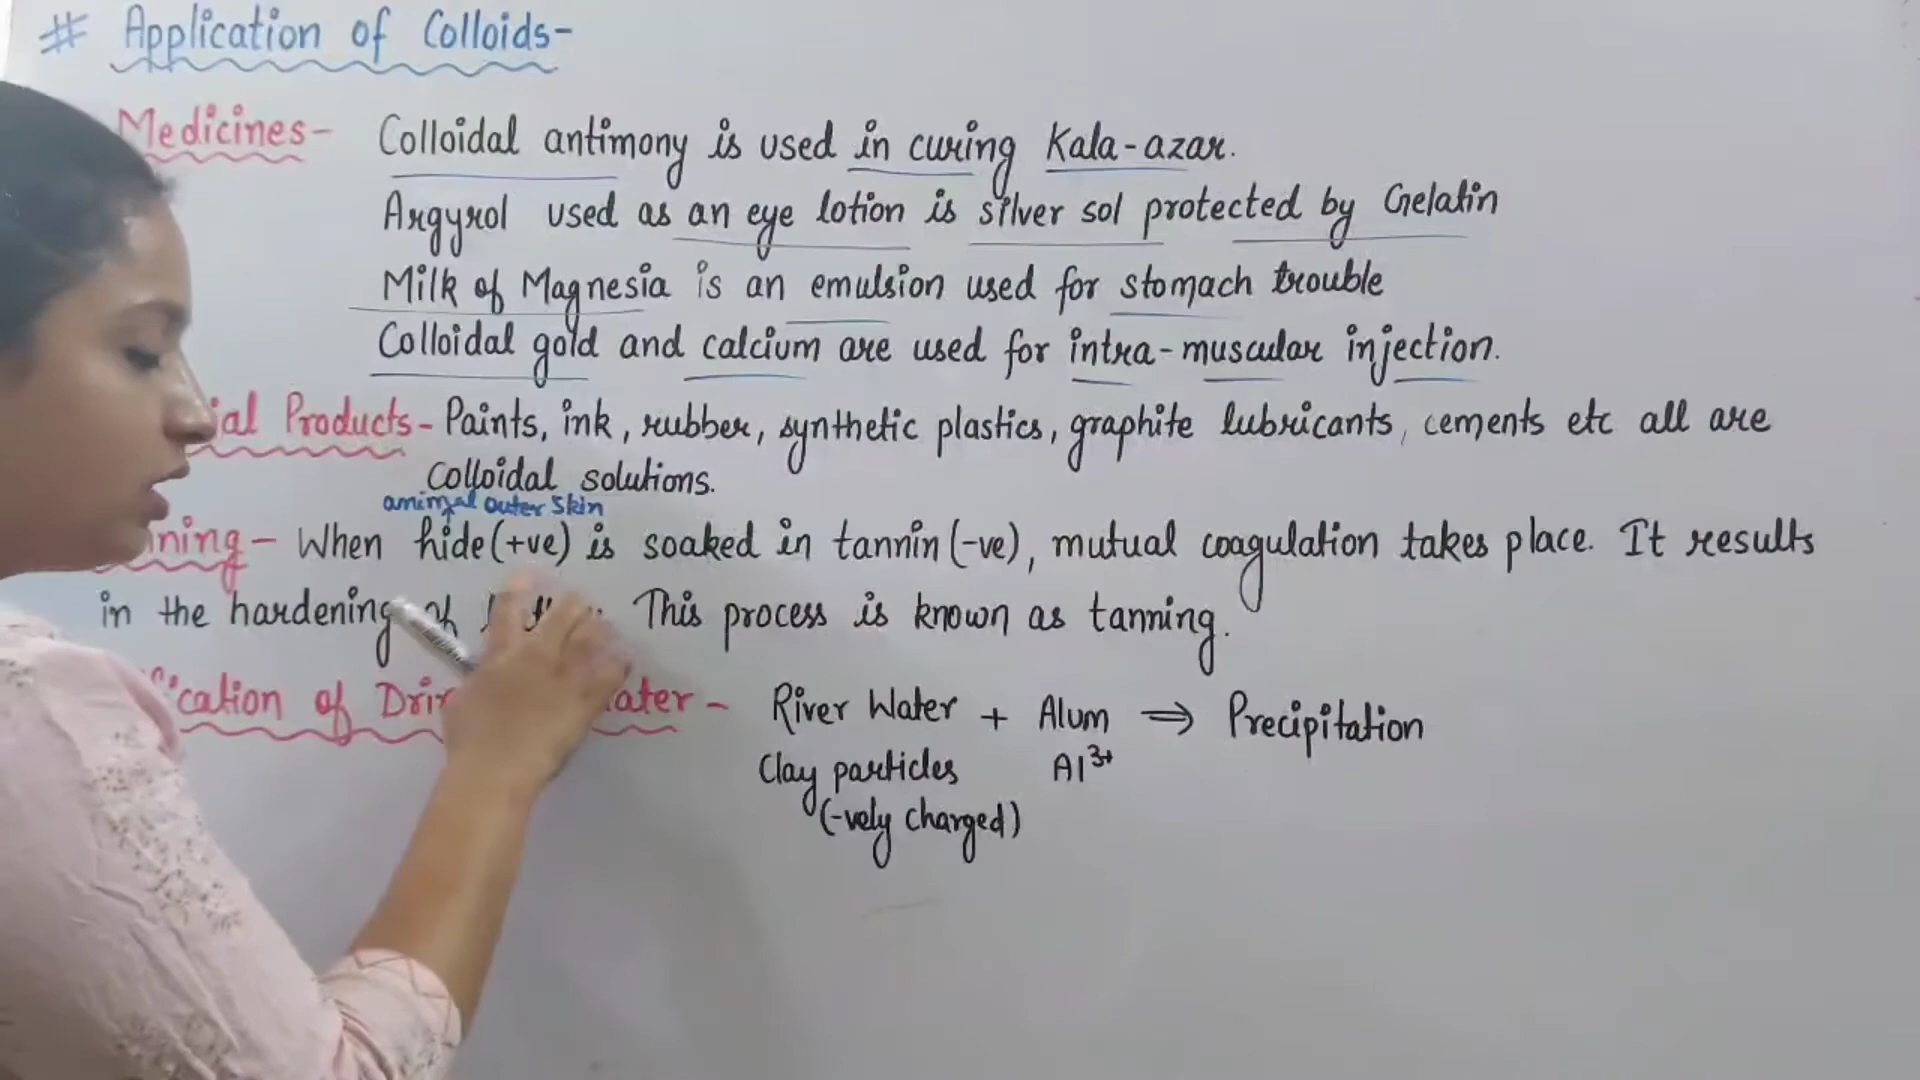 # Application of Colloids-
Medicines- Colloidal antimony is used in curing Kala-azar.
Argyrol used as an eye lotion is silver sol protected by Gelatin
Milk of Magnesia is an emulsion used for stomach trouble
Colloidal gold and calcium are used for intra-muscular injection.
Products- Paints, ink, rubber, synthetic plastics, graphite lubricants, cements etc all are
colloidal solutions.
animal outer skin
- When hide (+ve) is soaked in tannin (-ve), mutual coagulation takes place. It results
in the hardening of This process is known as tanning.
of - River Water + Alum ⇒ Precipitation
Clay particles Al³⁺
(-vely charged)